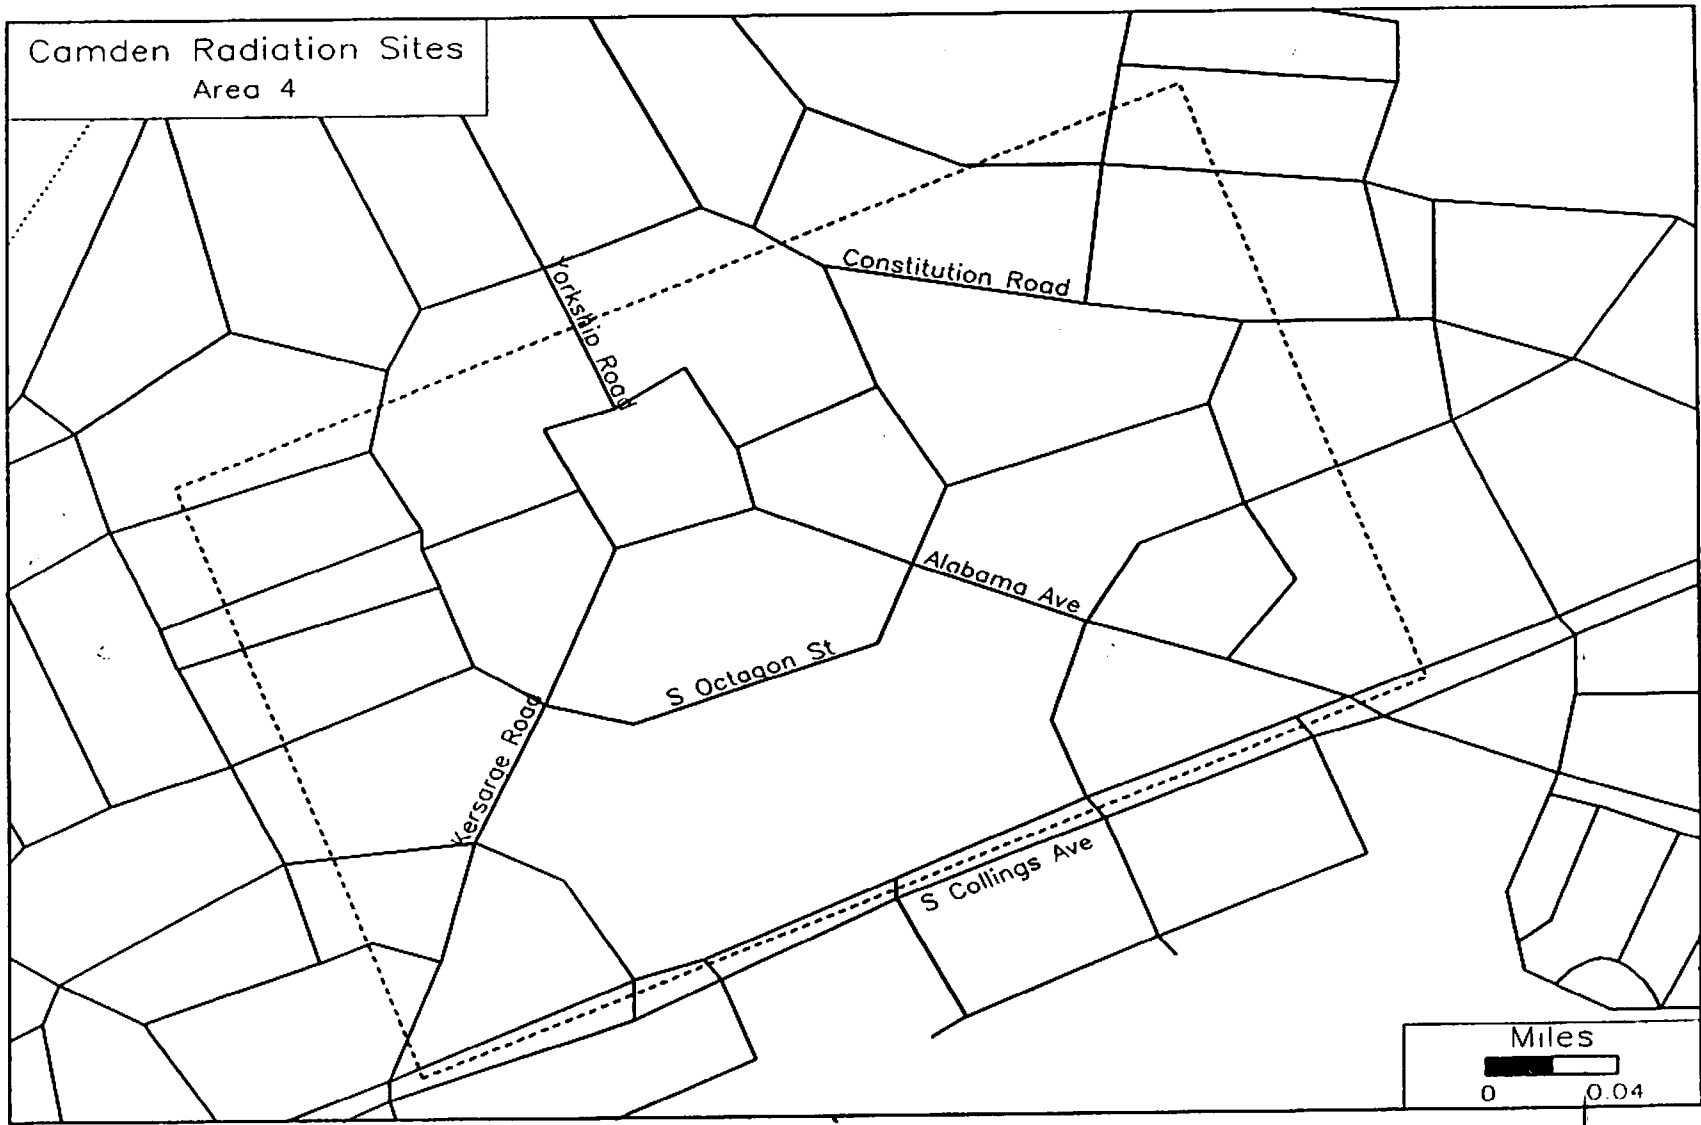 Camden Radiation Sites
Area 4
Constitution Road
Yorkship Road
Alabama Ave
S Octagon St
Kersarge Road
S Collings Ave
Miles
0 0.04